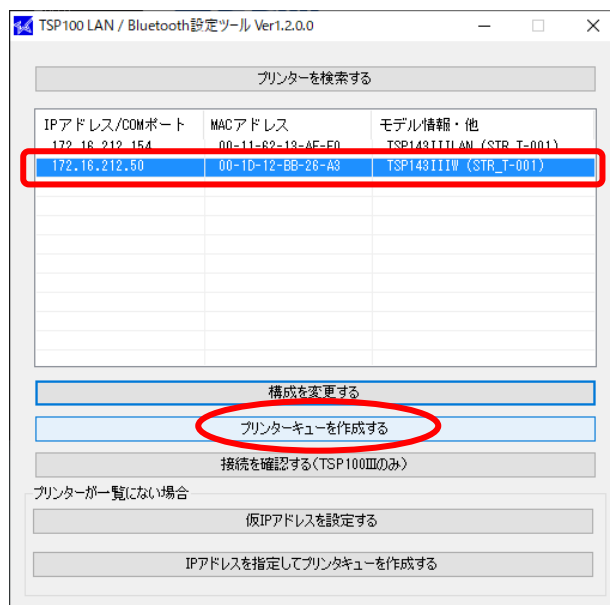 TSP100 LAN / Bluetooth設定ツール Ver1.2.0.0
プリンターを検索する
IPアドレス/COMポート MACアドレス モデル情報・他
172.16.212.154 00-11-62-13-AF-F0 TSP143IIILAN (STR_T-001)
172.16.212.50 00-1D-12-BB-26-A3 TSP143IIIW (STR_T-001)
構成を変更する
プリンターキューを作成する
接続を確認する(TSP100Ⅲのみ)
プリンターが一覧にない場合
仮IPアドレスを設定する
IPアドレスを指定してプリンタキューを作成する